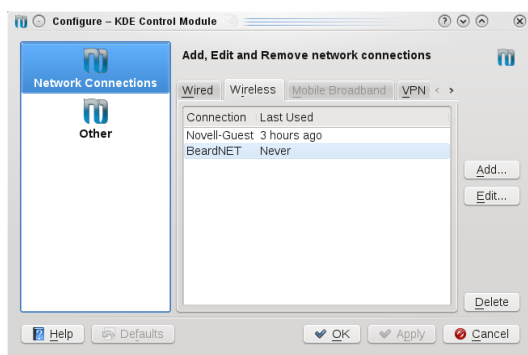 Configure – KDE Control Module
Add, Edit and Remove network connections
Network Connections
Other
Wired Wireless Mobile Broadband VPN < >
Connection Last Used
Novell-Guest 3 hours ago
BeardNET Never
Add...
Edit...
Delete
Help Defaults OK Apply Cancel